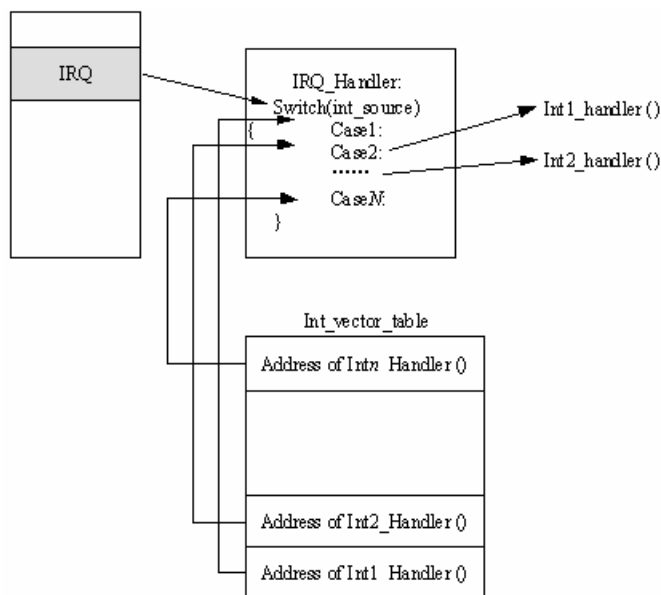 IRQ
IRQ_Handler:
Switch(int_source)
{
Case1:
Case2:
......
CaseN:
}
Int1_handler()
Int2_handler()
Int_vector_table
Address of Intn Handler()
Address of Int2_Handler()
Address of Int1 Handler()